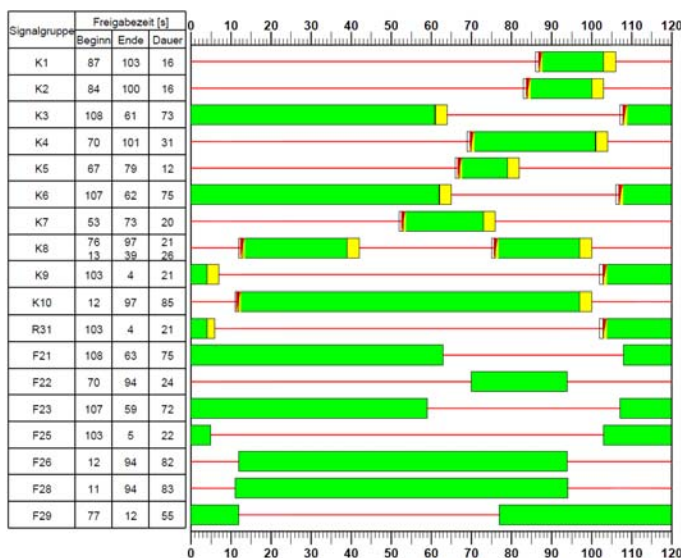 0 10 20 30 40 50 60 70 80 90 100 110 120
Signalgruppe Freigabezeit [s]
Beginn Ende Dauer
K1 87 103 16
K2 84 100 16
K3 108 61 73
K4 70 101 31
K5 67 79 12
K6 107 62 75
K7 53 73 20
K8 76 97 21
13 39 26
K9 103 4 21
K10 12 97 85
R31 103 4 21
F21 108 63 75
F22 70 94 24
F23 107 59 72
F25 103 5 22
F26 12 94 82
F28 11 94 83
F29 77 12 55
0 10 20 30 40 50 60 70 80 90 100 110 120